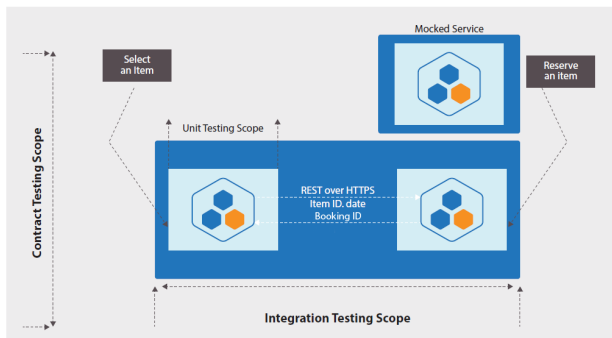 Mocked Service
Select
an Item
Reserve
an item
Unit Testing Scope
Contract Testing Scope
REST over HTTPS
Item ID. date
Booking ID
Integration Testing Scope